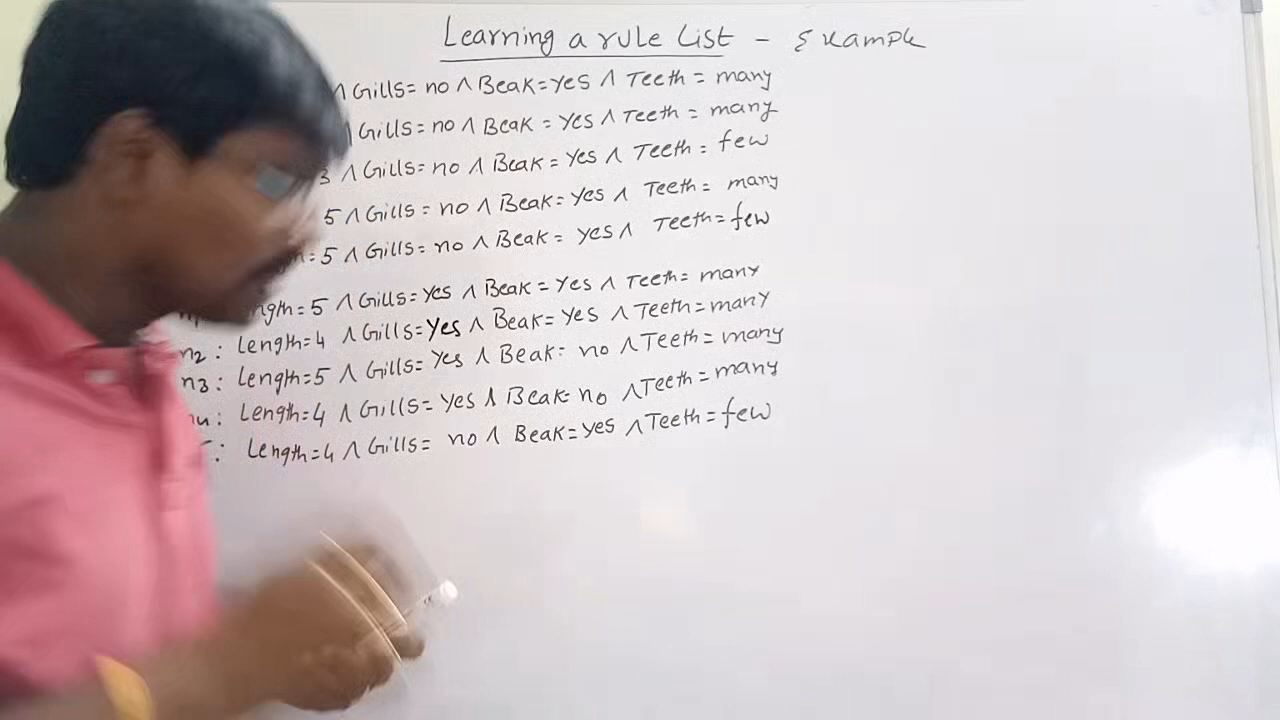 Learning a rule List - Example
∧ Gills= no ∧ Beak=yes ∧ Teeth = many
∧ Gills= no ∧ Beak = yes ∧ Teeth = many
3 ∧ Gills= no ∧ Beak= yes ∧ Teeth = few
5 ∧ Gills= no ∧ Beak= yes ∧ Teeth= many
=5 ∧ Gills= no ∧ Beak= yes ∧ Teeth= few
ngth=5 ∧ Gills= yes ∧ Beak= yes ∧ Teeth= many
n2: Length=4 ∧ Gills=yes ∧ Beak=yes ∧ Teeth=many
n3: Length=5 ∧ Gills= yes ∧ Beak= no ∧ Teeth= many
: Length=4 ∧ Gills= yes ∧ Beak= no ∧ Teeth= many
: Length=4 ∧ Gills= no ∧ Beak=yes ∧ Teeth=few